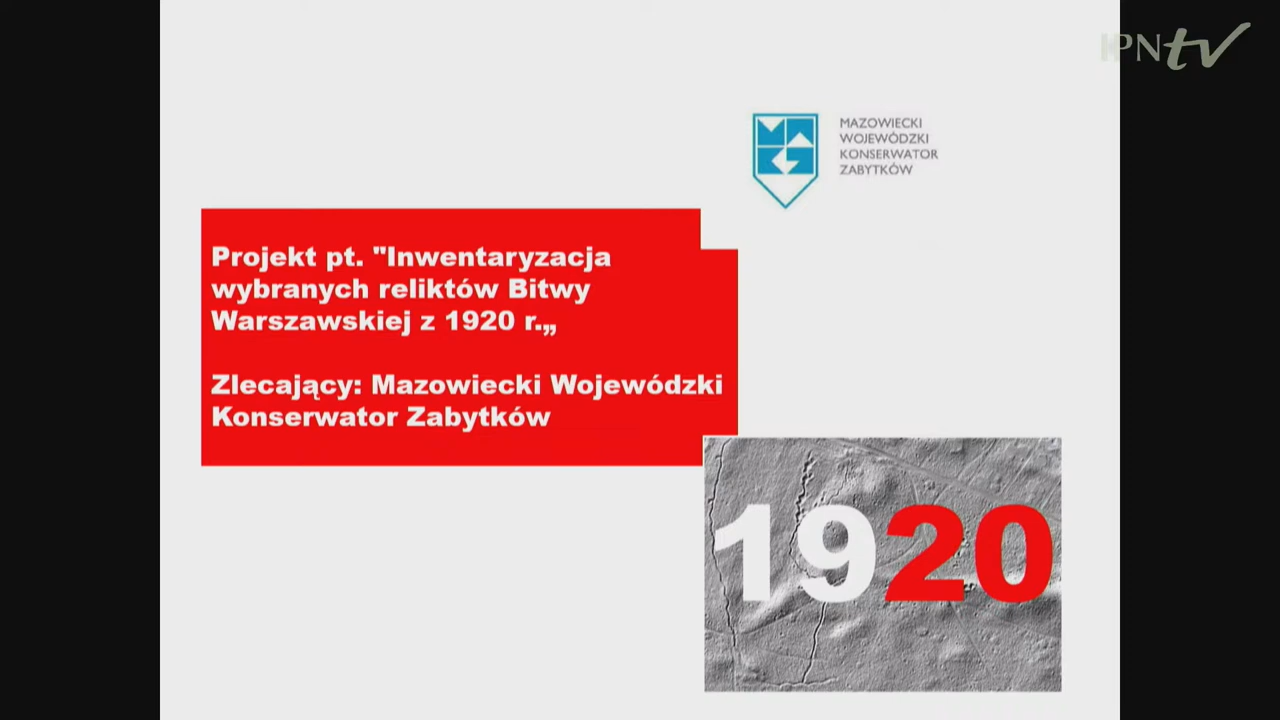 IPNtv
MAZOWIECKI
WOJEWÓDZKI
KONSERWATOR
ZABYTKÓW
Projekt pt. "Inwentaryzacja
wybranych reliktów Bitwy
Warszawskiej z 1920 r.„
Zlecający: Mazowiecki Wojewódzki
Konserwator Zabytków
1920